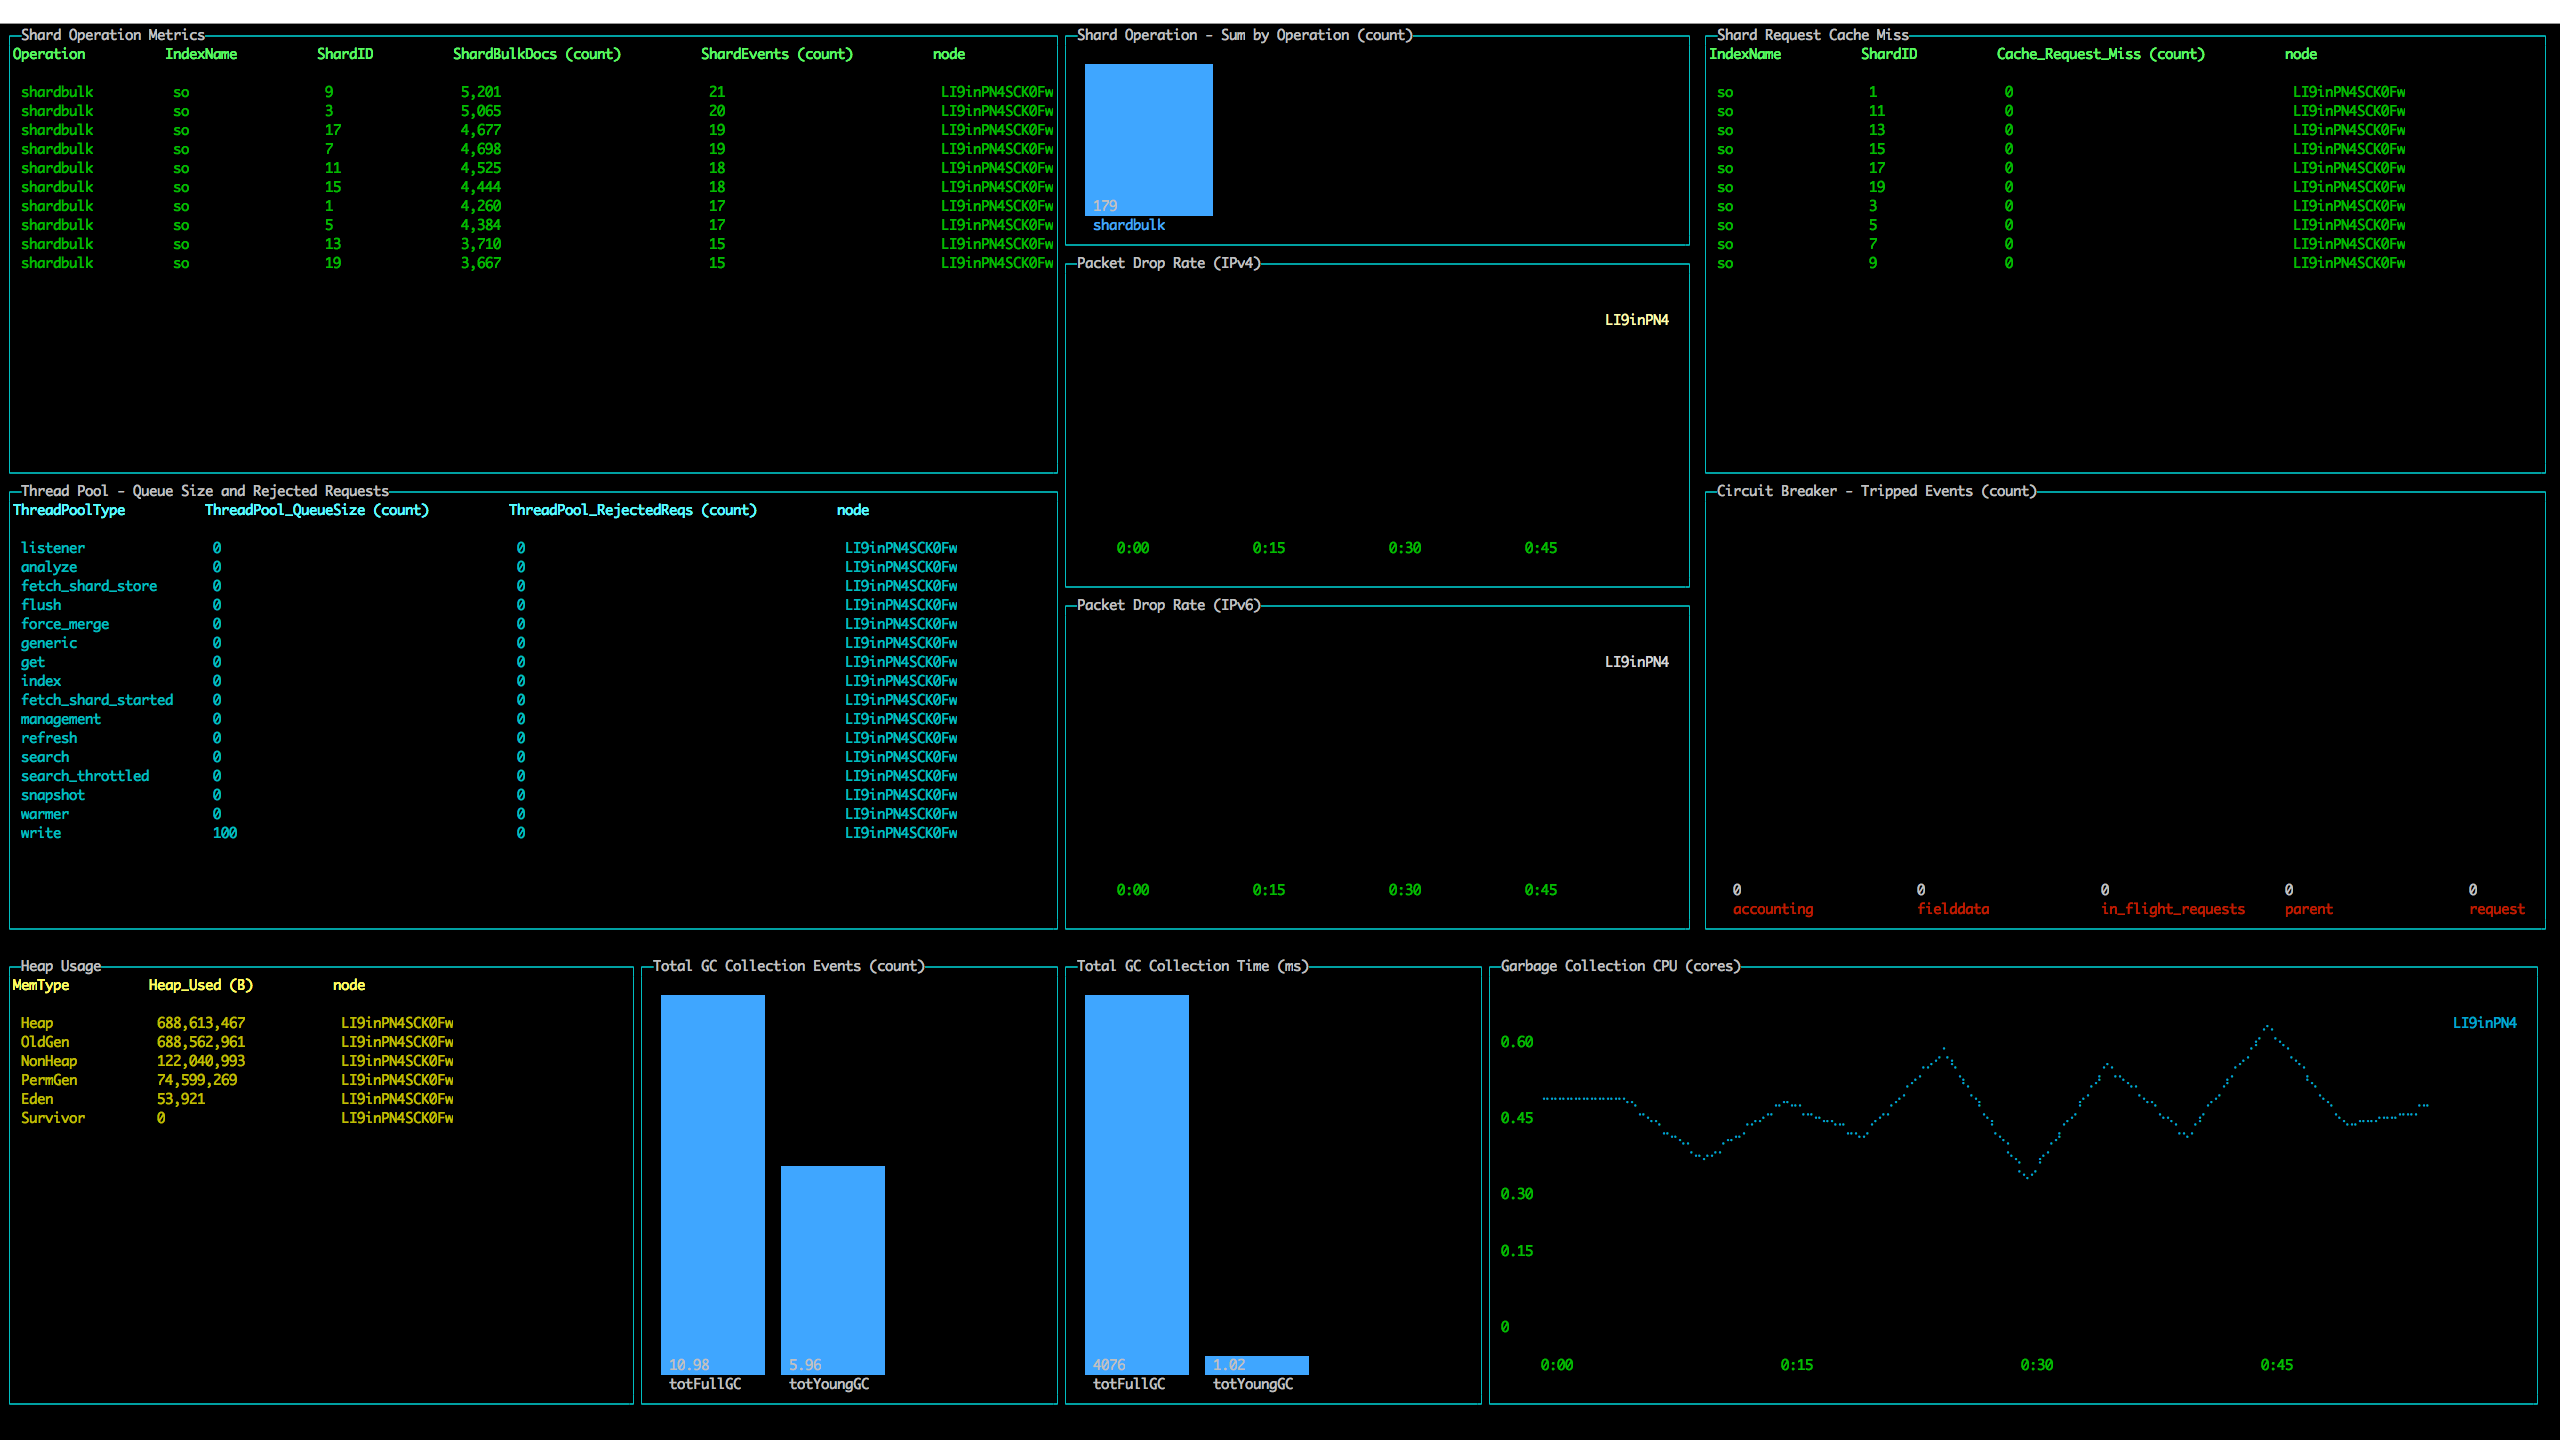 Shard Operation Metrics
Operation IndexName ShardID ShardBulkDocs (count) ShardEvents (count) node
shardbulk so 9 5,201 21 LI9inPN4SCK0Fw
shardbulk so 3 5,065 20 LI9inPN4SCK0Fw
shardbulk so 17 4,677 19 LI9inPN4SCK0Fw
shardbulk so 7 4,698 19 LI9inPN4SCK0Fw
shardbulk so 11 4,525 18 LI9inPN4SCK0Fw
shardbulk so 15 4,444 18 LI9inPN4SCK0Fw
shardbulk so 1 4,260 17 LI9inPN4SCK0Fw
shardbulk so 5 4,384 17 LI9inPN4SCK0Fw
shardbulk so 13 3,710 15 LI9inPN4SCK0Fw
shardbulk so 19 3,667 15 LI9inPN4SCK0Fw
Shard Operation - Sum by Operation (count)
179
shardbulk
Packet Drop Rate (IPv4)
LI9inPN4
0:00 0:15 0:30 0:45
Shard Request Cache Miss
IndexName ShardID Cache_Request_Miss (count) node
so 1 0 LI9inPN4SCK0Fw
so 11 0 LI9inPN4SCK0Fw
so 13 0 LI9inPN4SCK0Fw
so 15 0 LI9inPN4SCK0Fw
so 17 0 LI9inPN4SCK0Fw
so 19 0 LI9inPN4SCK0Fw
so 3 0 LI9inPN4SCK0Fw
so 5 0 LI9inPN4SCK0Fw
so 7 0 LI9inPN4SCK0Fw
so 9 0 LI9inPN4SCK0Fw
Thread Pool - Queue Size and Rejected Requests
ThreadPoolType ThreadPool_QueueSize (count) ThreadPool_RejectedReqs (count) node
listener 0 0 LI9inPN4SCK0Fw
analyze 0 0 LI9inPN4SCK0Fw
fetch_shard_store 0 0 LI9inPN4SCK0Fw
flush 0 0 LI9inPN4SCK0Fw
force_merge 0 0 LI9inPN4SCK0Fw
generic 0 0 LI9inPN4SCK0Fw
get 0 0 LI9inPN4SCK0Fw
index 0 0 LI9inPN4SCK0Fw
fetch_shard_started 0 0 LI9inPN4SCK0Fw
management 0 0 LI9inPN4SCK0Fw
refresh 0 0 LI9inPN4SCK0Fw
search 0 0 LI9inPN4SCK0Fw
search_throttled 0 0 LI9inPN4SCK0Fw
snapshot 0 0 LI9inPN4SCK0Fw
warmer 0 0 LI9inPN4SCK0Fw
write 100 0 LI9inPN4SCK0Fw
Packet Drop Rate (IPv6)
LI9inPN4
0:00 0:15 0:30 0:45
Circuit Breaker - Tripped Events (count)
0 0 0 0 0
accounting fielddata in_flight_requests parent request
Heap Usage
MemType Heap_Used (B) node
Heap 688,613,467 LI9inPN4SCK0Fw
OldGen 688,562,961 LI9inPN4SCK0Fw
NonHeap 122,040,993 LI9inPN4SCK0Fw
PermGen 74,599,269 LI9inPN4SCK0Fw
Eden 53,921 LI9inPN4SCK0Fw
Survivor 0 LI9inPN4SCK0Fw
Total GC Collection Events (count)
10.98 5.96
totFullGC totYoungGC
Total GC Collection Time (ms)
4076 1.02
totFullGC totYoungGC
Garbage Collection CPU (cores)
LI9inPN4
0.60
0.45
0.30
0.15
0
0:00 0:15 0:30 0:45